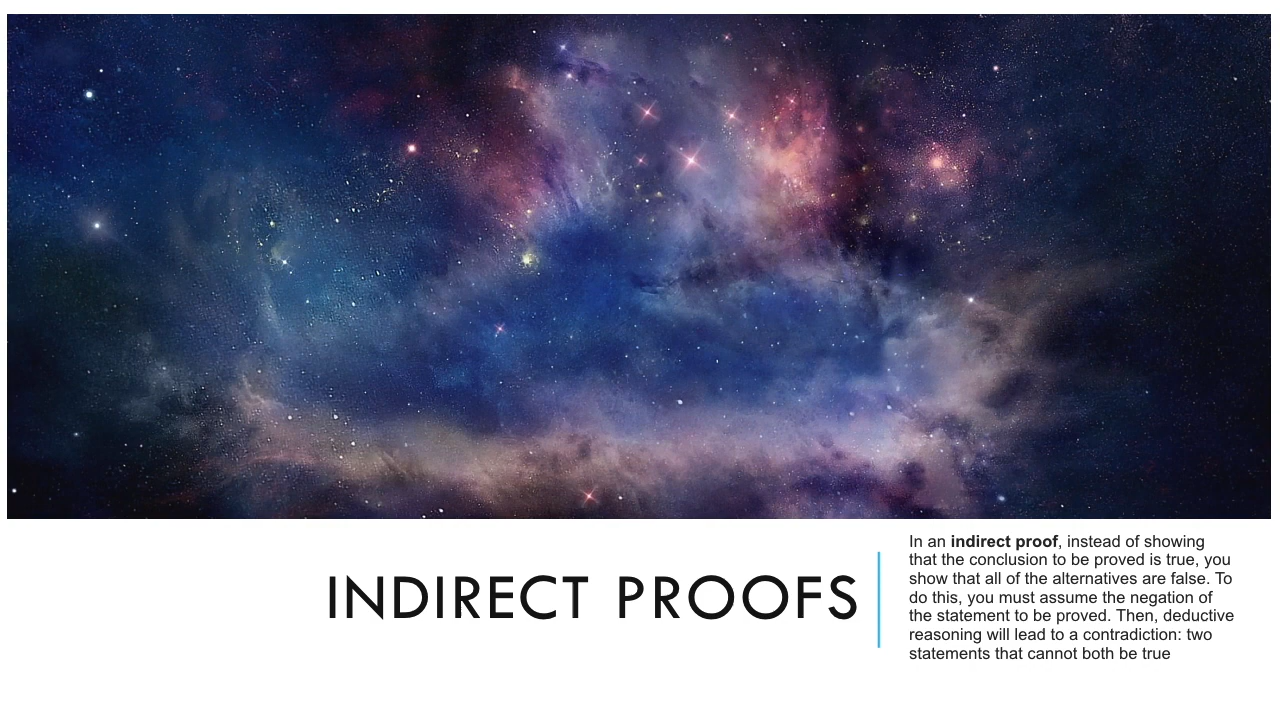 INDIRECT PROOFS
In an indirect proof, instead of showing
that the conclusion to be proved is true, you
show that all of the alternatives are false. To
do this, you must assume the negation of
the statement to be proved. Then, deductive
reasoning will lead to a contradiction: two
statements that cannot both be true